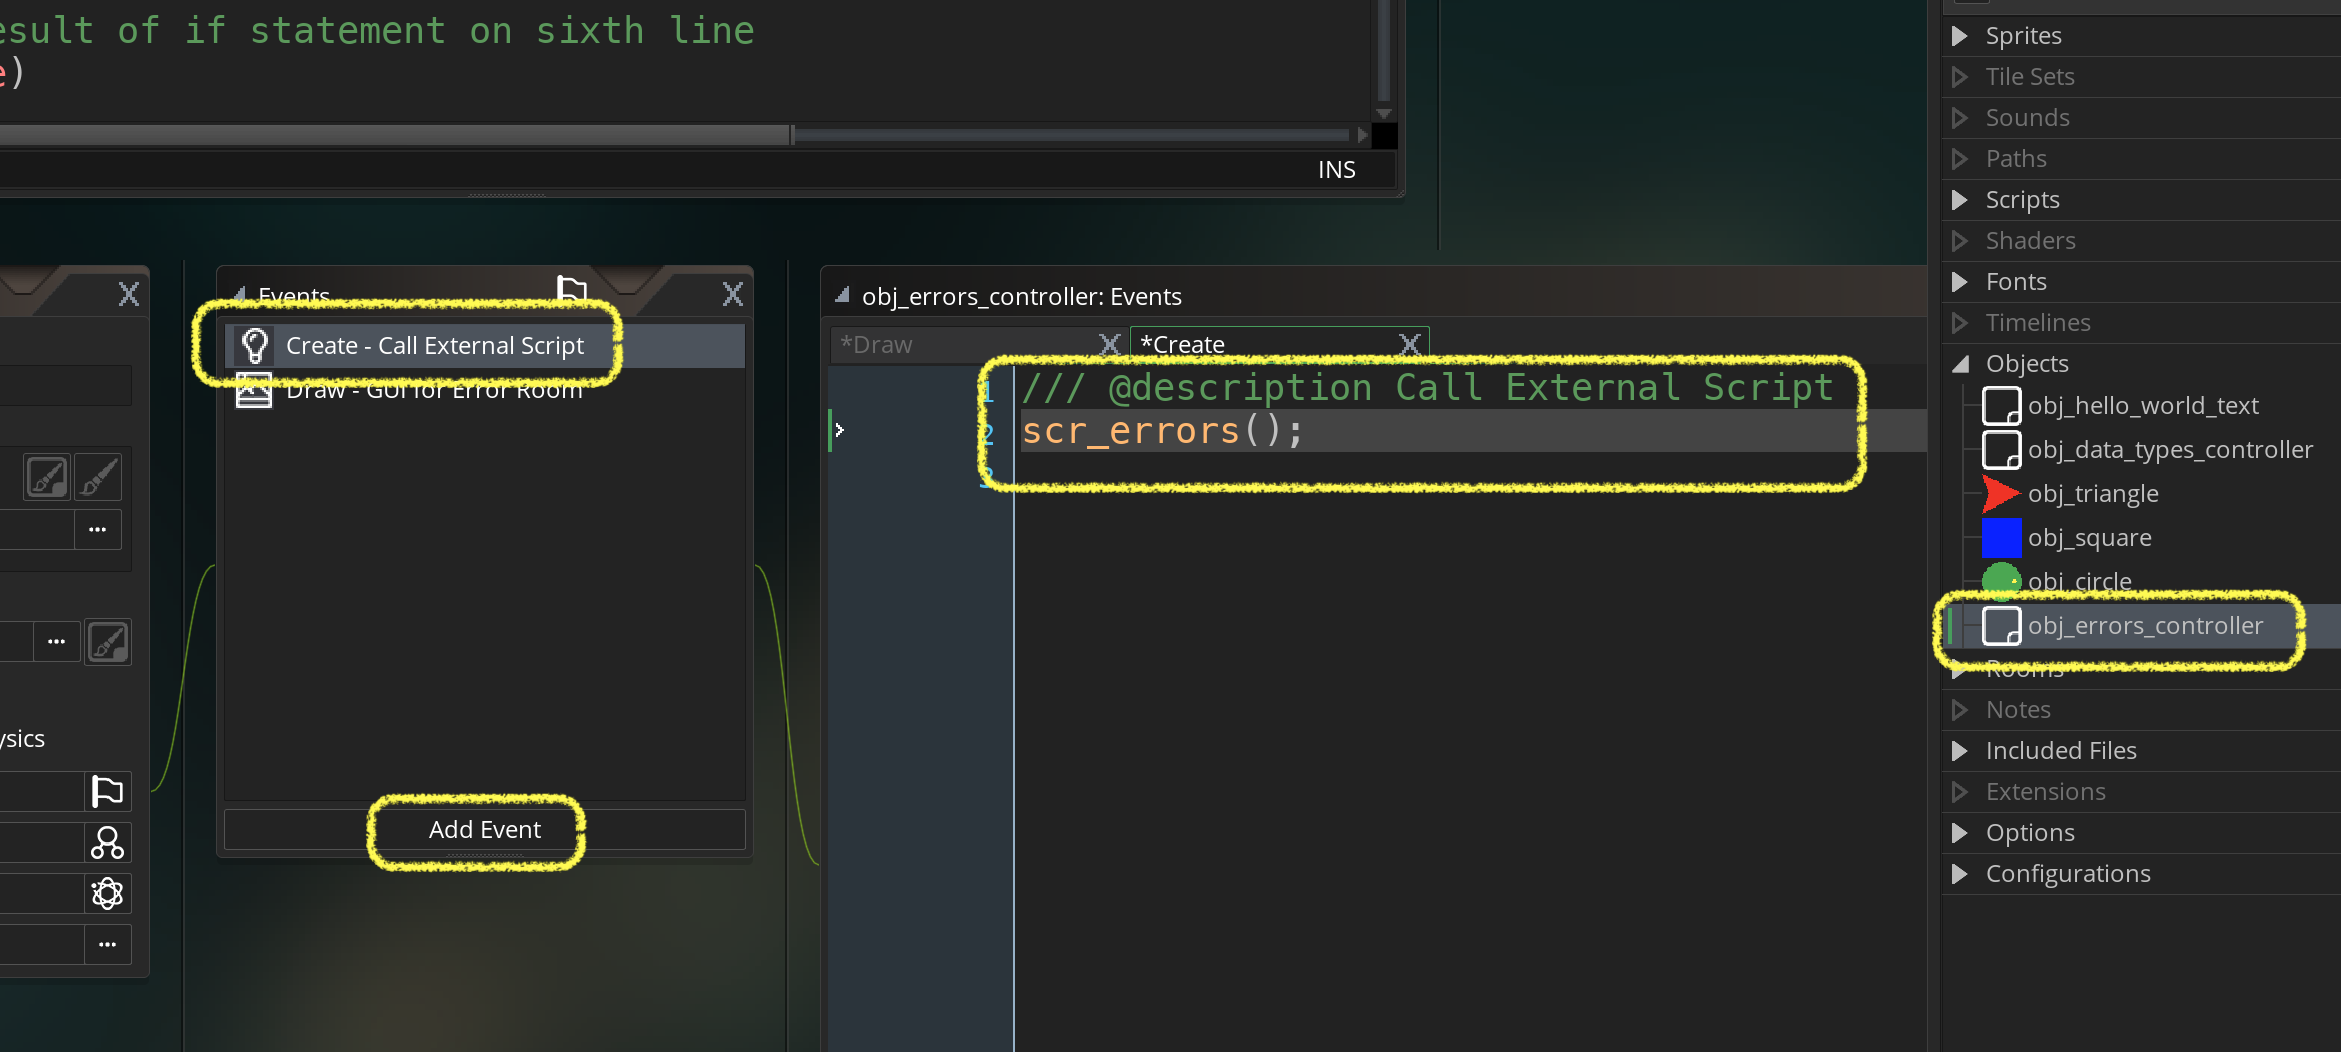 esult of if statement on sixth line
e)
INS
Events
Create - Call External Script
Draw - GUI for Error Room
Add Event
ysics
obj_errors_controller: Events
*Draw
*Create
1 /// @description Call External Script
2 scr_errors();
3
Sprites
Tile Sets
Sounds
Paths
Scripts
Shaders
Fonts
Timelines
Objects
obj_hello_world_text
obj_data_types_controller
obj_triangle
obj_square
obj_circle
obj_errors_controller
Rooms
Notes
Included Files
Extensions
Options
Configurations